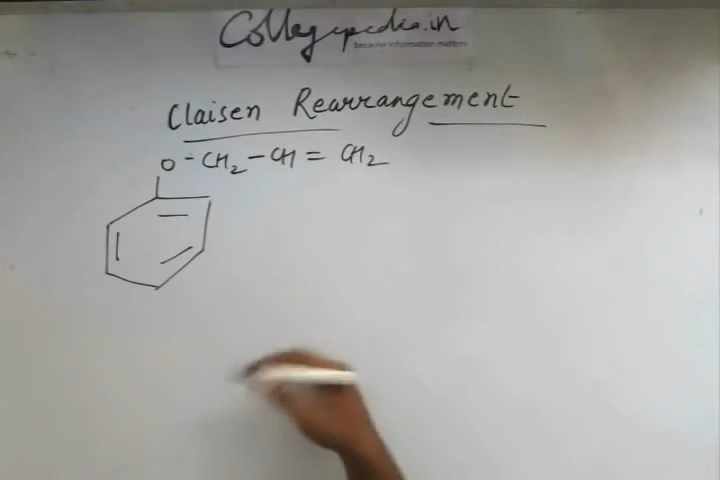 Collegepedia.in
because information matters
Claisen Rearrangement
O-CH₂-CH=CH₂